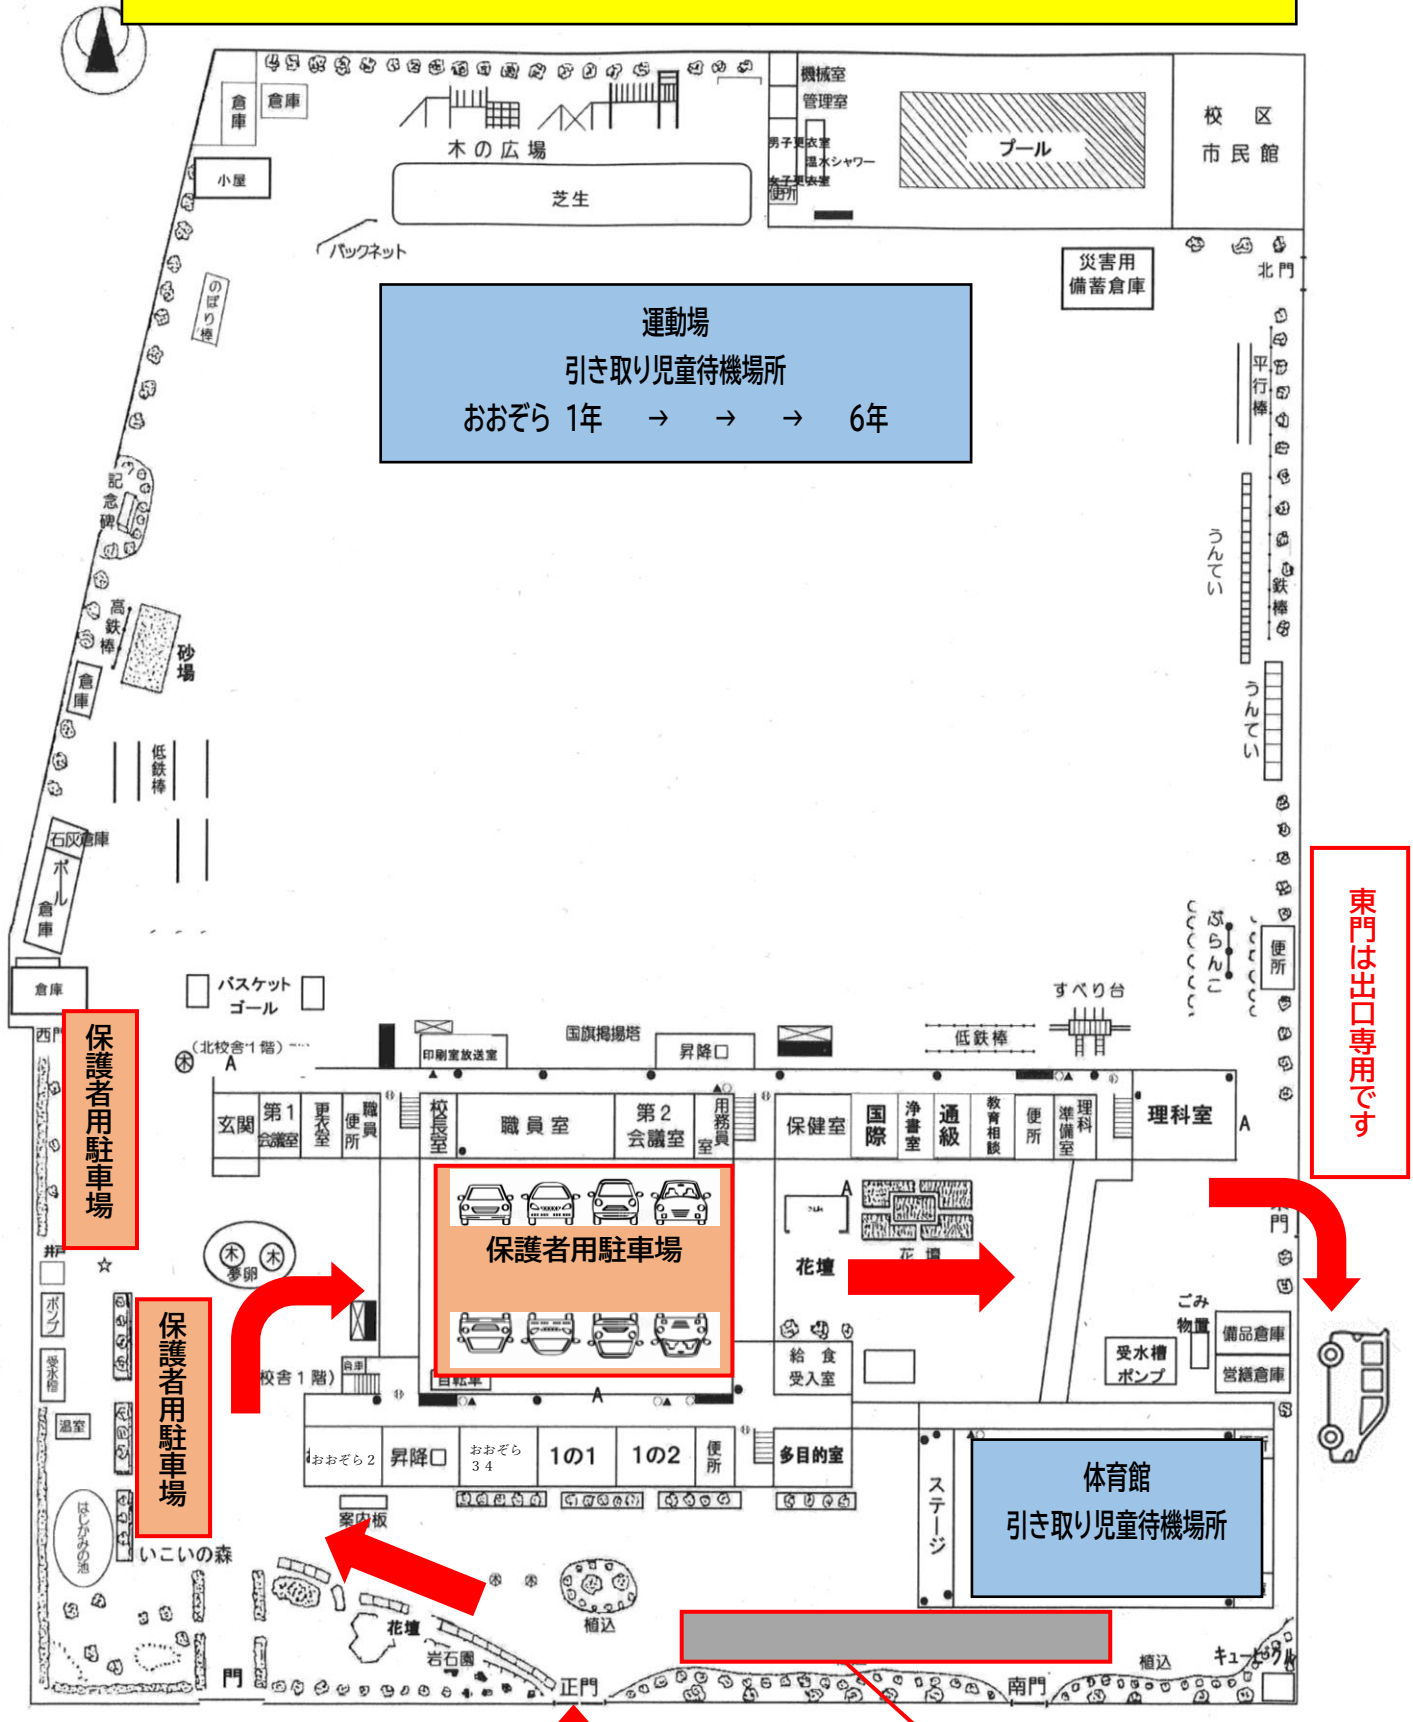 機械室
管理室
男子更衣室
温水シャワー
女子更衣室
便所
プール
校区
市民館
倉庫
倉庫
小屋
木の広場
芝生
バックネット
のぼり棒
災害用
備蓄倉庫
北門
運動場
引き取り児童待機場所
おおぞら 1年 → → → 6年
平行棒
記念碑
うんてい
鉄棒
高鉄棒
砂場
倉庫
うんてい
低鉄棒
石灰倉庫
ボール倉庫
東門は出口専用です
ぶらんこ
便所
倉庫
バスケット
ゴール
すべり台
西門
保護者用駐車場
(北校舎1階)
A
木
印刷室放送室
国旗掲揚塔
昇降口
低鉄棒
玄関
第1
会議室
更衣室
職員
便所
校長室
職員室
第2
会議室
用務員室
保健室
国際
浄書室
通級
教育相談
便所
理科
準備室
理科室
A
保護者用駐車場
A
花壇
花壇
井戸
☆
木
木
夢卵
ポンプ
受水槽
温室
保護者用駐車場
校舎1階)
倉庫
自転車
A
給食
受入室
ごみ
物置
受水槽
ポンプ
備品倉庫
営繕倉庫
おおぞら2
昇降口
おおぞら
34
1の1
1の2
便所
多目的室
ステージ
体育館
引き取り児童待機場所
案内板
はじがみの池
いこいの森
花壇
岩石園
植込
門
正門
南門
植込
キュービクル